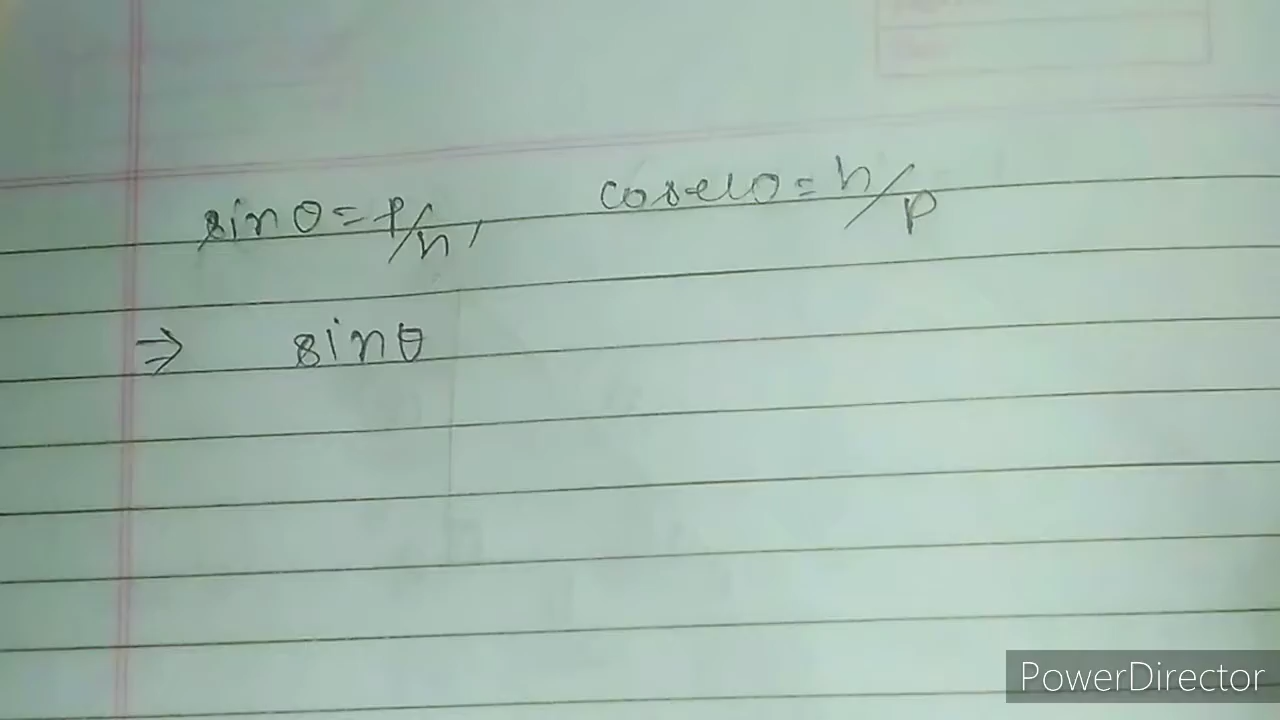 sinθ = p/h, cosecθ = h/p
⇒ sinθ
PowerDirector